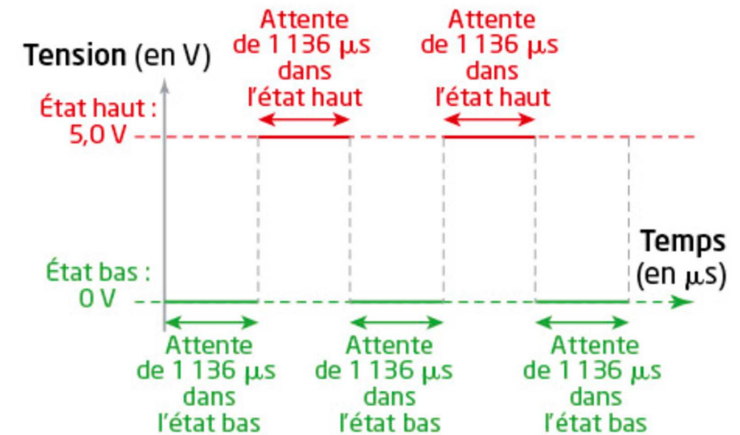 Attente
de 1 136 µs
dans
l'état haut
Attente
de 1 136 µs
dans
l'état haut
Tension (en V)
État haut :
5,0 V
Temps
(en µs)
État bas :
0 V
Attente
de 1 136 µs
dans
l'état bas
Attente
de 1 136 µs
dans
l'état bas
Attente
de 1 136 µs
dans
l'état bas